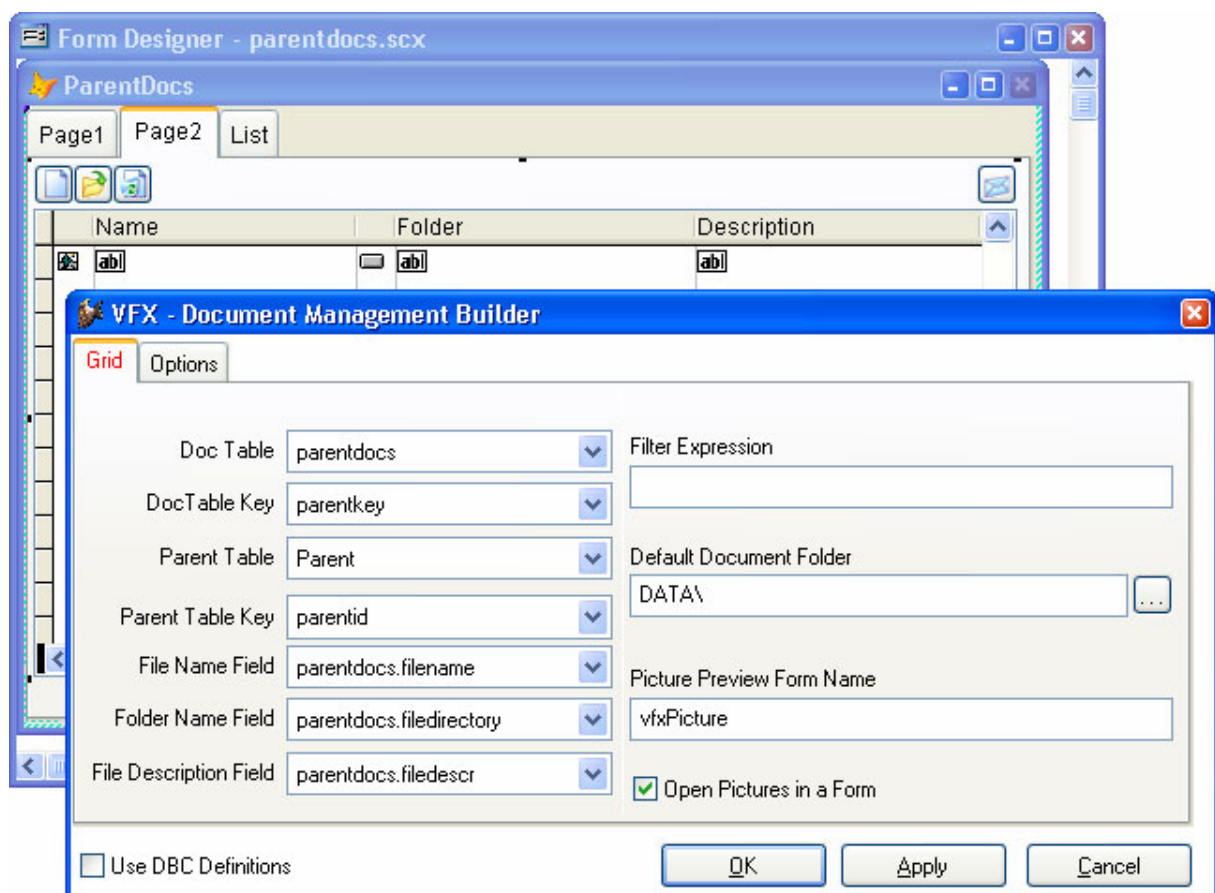 Form Designer - parentdocs.scx
ParentDocs
Page1 Page2 List
Name Folder Description
abl abl abl
VFX - Document Management Builder
Grid Options
Doc Table parentdocs
DocTable Key parentkey
Parent Table Parent
Parent Table Key parentid
File Name Field parentdocs.filename
Folder Name Field parentdocs.filedirectory
File Description Field parentdocs.filedescr
Filter Expression
Default Document Folder
DATA\
...
Picture Preview Form Name
vfxPicture
Open Pictures in a Form
Use DBC Definitions
OK Apply Cancel